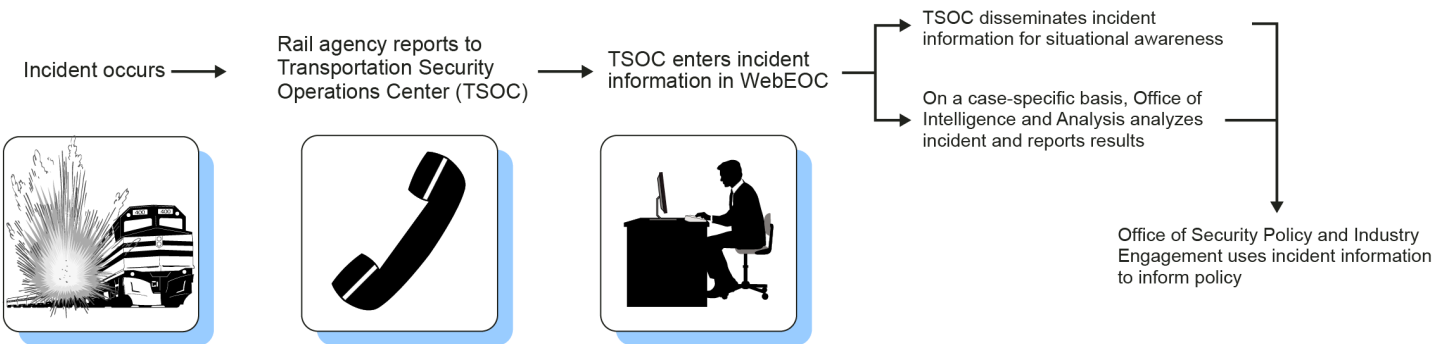 Incident occurs
Rail agency reports to
Transportation Security
Operations Center (TSOC)
TSOC enters incident
information in WebEOC
TSOC disseminates incident
information for situational awareness
On a case-specific basis, Office of
Intelligence and Analysis analyzes
incident and reports results
Office of Security Policy and Industry
Engagement uses incident information
to inform policy
400 400